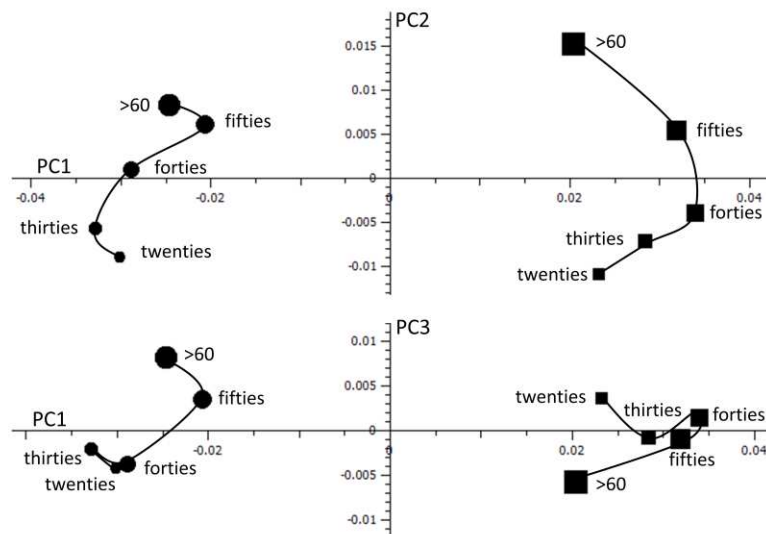 PC2
0.015
>60
>60
0.010
fifties
fifties
0.005
PC1
forties
-0.04
-0.02
0
0.02
0.04
forties
thirties
-0.005
thirties
twenties
-0.01
twenties
PC3
0.01
>60
0.005
twenties
fifties
thirties
forties
PC1
-0.02
0
0.02
0.04
thirties
forties
fifties
twenties
-0.005
>60
-0.01